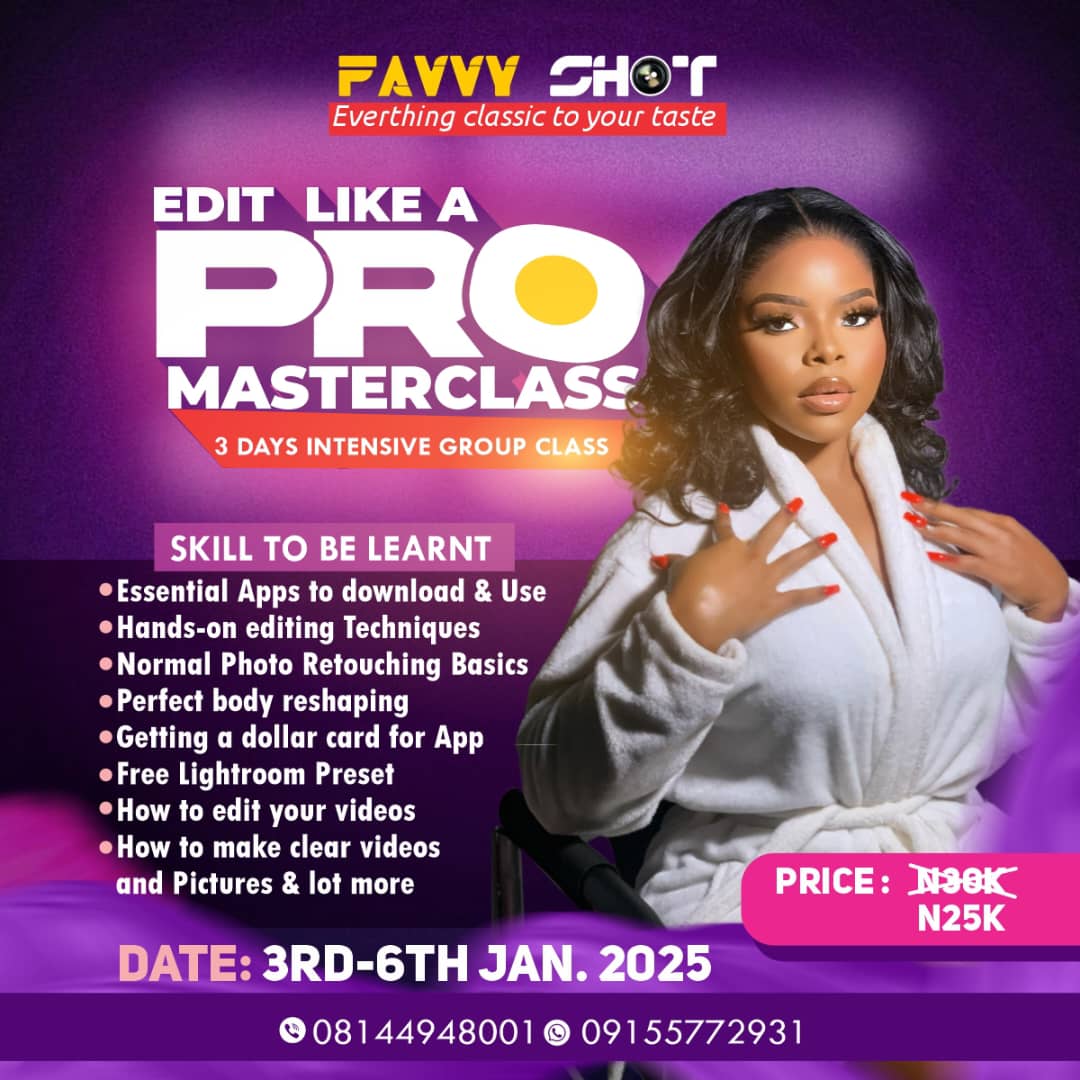 FAVVY SHOT
Everthing classic to your taste
EDIT LIKE A
PRO
MASTERCLASS
3 DAYS INTENSIVE GROUP CLASS
SKILL TO BE LEARNT
• Essential Apps to download & Use
• Hands-on editing Techniques
• Normal Photo Retouching Basics
• Perfect body reshaping
• Getting a dollar card for App
• Free Lightroom Preset
• How to edit your videos
• How to make clear videos
and Pictures & lot more
PRICE: N30K
N25K
DATE: 3RD-6TH JAN. 2025
08144948001 09155772931